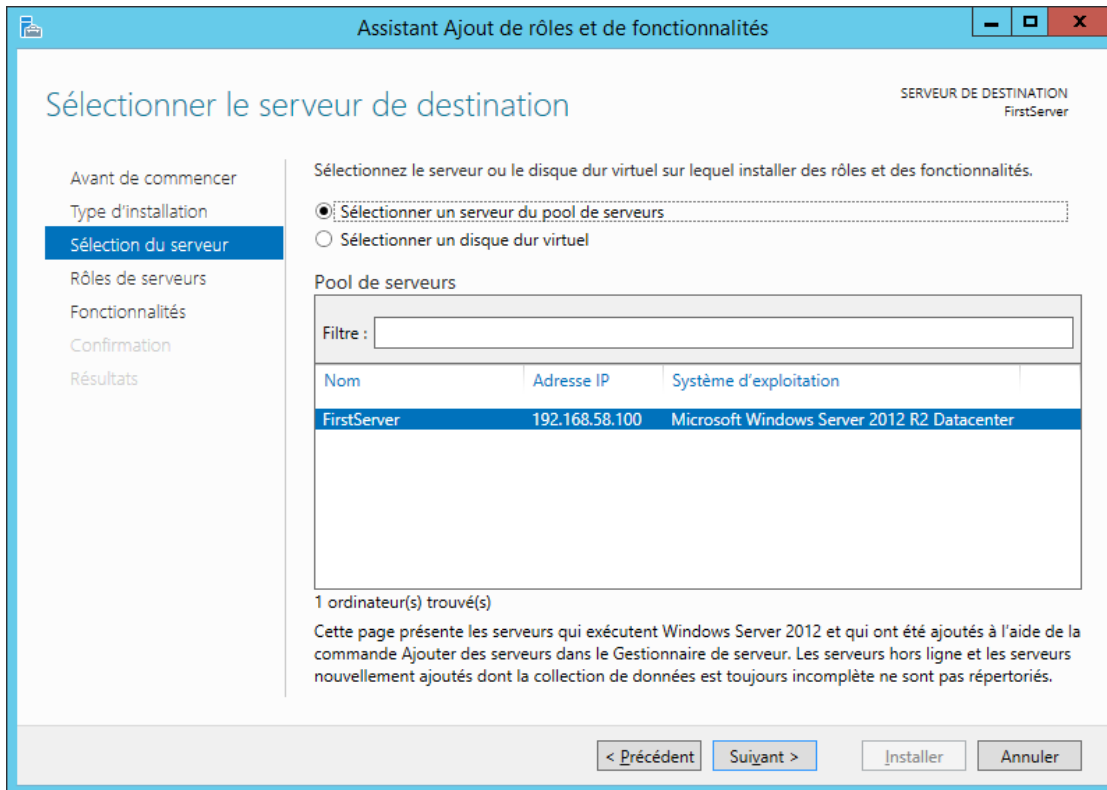 Assistant Ajout de rôles et de fonctionnalités
Sélectionner le serveur de destination
SERVEUR DE DESTINATION
FirstServer
Avant de commencer
Type d'installation
Sélection du serveur
Rôles de serveurs
Fonctionnalités
Confirmation
Résultats
Sélectionnez le serveur ou le disque dur virtuel sur lequel installer des rôles et des fonctionnalités.
Sélectionner un serveur du pool de serveurs
Sélectionner un disque dur virtuel
Pool de serveurs
Filtre :
Nom Adresse IP Système d'exploitation
FirstServer 192.168.58.100 Microsoft Windows Server 2012 R2 Datacenter
1 ordinateur(s) trouvé(s)
Cette page présente les serveurs qui exécutent Windows Server 2012 et qui ont été ajoutés à l'aide de la
commande Ajouter des serveurs dans le Gestionnaire de serveur. Les serveurs hors ligne et les serveurs
nouvellement ajoutés dont la collection de données est toujours incomplète ne sont pas répertoriés.
< Précédent Suivant > Installer Annuler